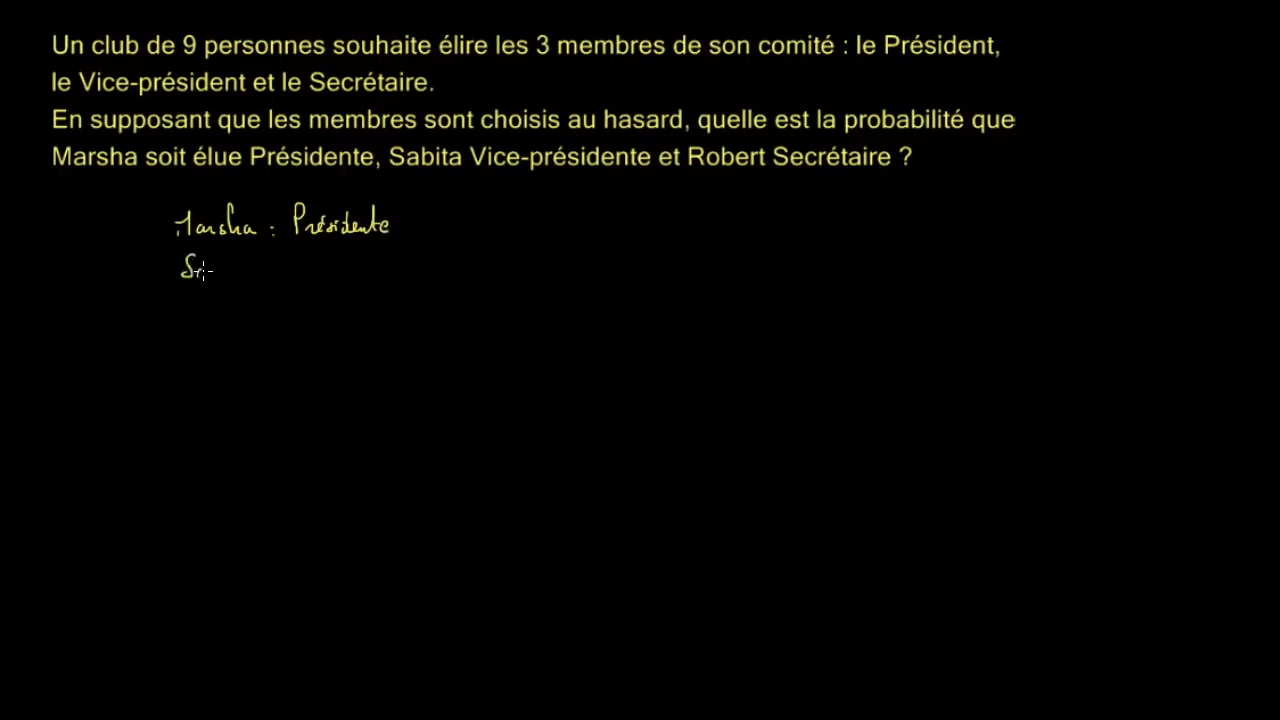 Un club de 9 personnes souhaite élire les 3 membres de son comité : le Président,
le Vice-président et le Secrétaire.
En supposant que les membres sont choisis au hasard, quelle est la probabilité que
Marsha soit élue Présidente, Sabita Vice-présidente et Robert Secrétaire ?
Marsha : Présidente